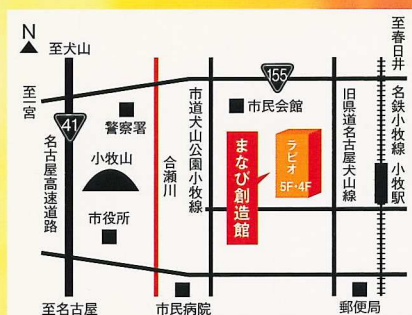 N
至犬山
至春日井
155
至一宮
41
警察署
市民会館
名古屋高速道路
小牧山
合瀬川
市道犬山公園小牧線
まなび創造館
ラピオ
5F·4F
旧県道名古屋犬山線
名鉄小牧線
小牧駅
市役所
至名古屋
市民病院
郵便局